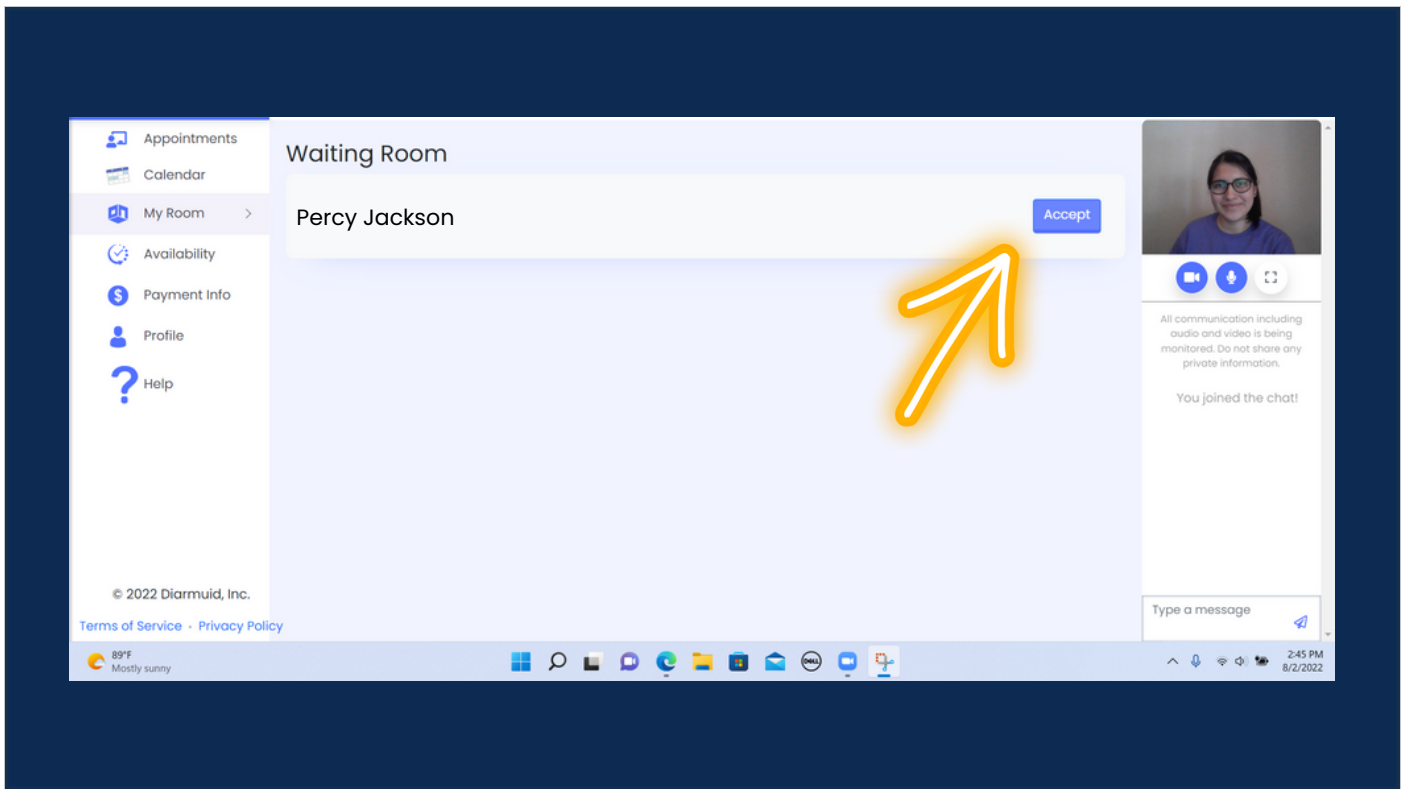 Appointments
Calendar
My Room
Availability
Payment Info
Profile
Help
© 2022 Diarmuid, Inc.
Terms of Service · Privacy Policy
Waiting Room
Percy Jackson
Accept
All communication including
audio and video is being
monitored. Do not share any
private information.
You joined the chat!
Type a message
89°F
Mostly sunny
DELL
2:45 PM
8/2/2022